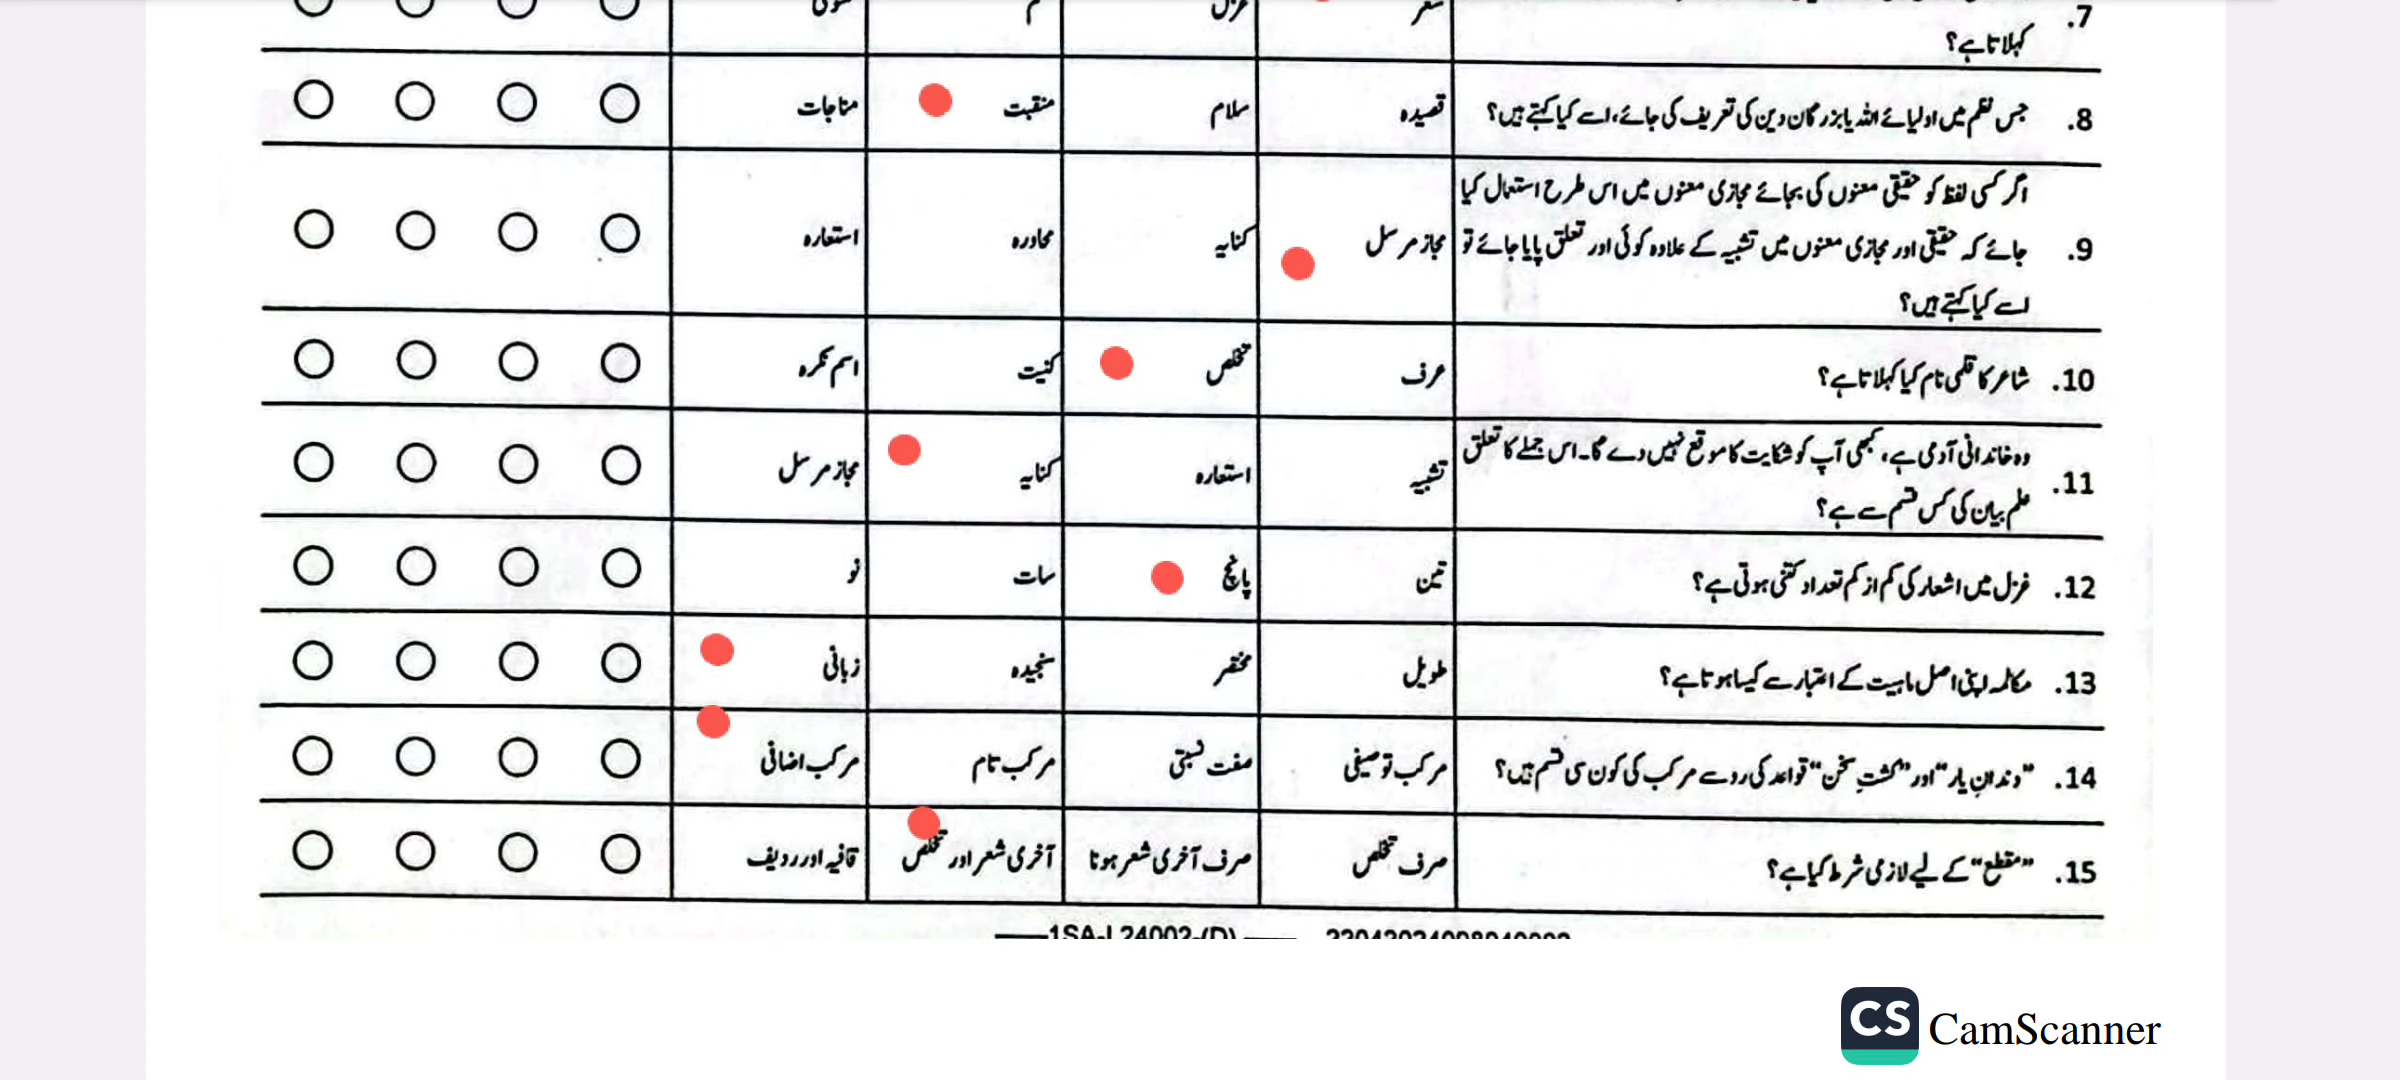 7. کہلاتا ہے؟
8. جس نظم میں اولیائے اللہ یا بزرگان دین کی تعریف کی جائے، اسے کیا کہتے ہیں؟ قصیدہ سلام منقبت مناجات
9. اگر کسی لفظ کو حقیقی معنوں کی بجائے مجازی معنوں میں اس طرح استعمال کیا
جائے کہ حقیقی اور مجازی معنوں میں تشبیہ کے علاوہ کوئی اور تعلق پایا جائے تو مجاز مرسل کنایہ محاورہ استعارہ
اسے کیا کہتے ہیں؟
10. شاعر کا قلمی نام کیا کہلاتا ہے؟ عرف تخلص کنیت اسم نکرہ
11. وہ خاندانی آدمی ہے، کبھی آپ کو شکایت کا موقع نہیں دے گا۔ اس جملے کا تعلق
علم بیان کی کس قسم سے ہے؟ تشبیہ استعارہ کنایہ مجاز مرسل
12. غزل میں اشعار کی کم از کم تعداد کتنی ہوتی ہے؟ تین پانچ سات نو
13. مکالمہ اپنی اصل ماہیت کے اعتبار سے کیسا ہوتا ہے؟ طویل مختصر سنجیدہ زبانی
14. "دندانِ یار" اور "کشتِ سخن" قواعد کی رو سے مرکب کی کون سی قسم ہیں؟ مرکب توصیفی صفت نسبتی مرکب تام مرکب اضافی
15. "مقطع" کے لیے لازمی شرط کیا ہے؟ صرف تخلص صرف آخری شعر ہونا آخری شعر اور تخلص قافیہ اور ردیف
1SA-L24002-(D)
CS CamScanner